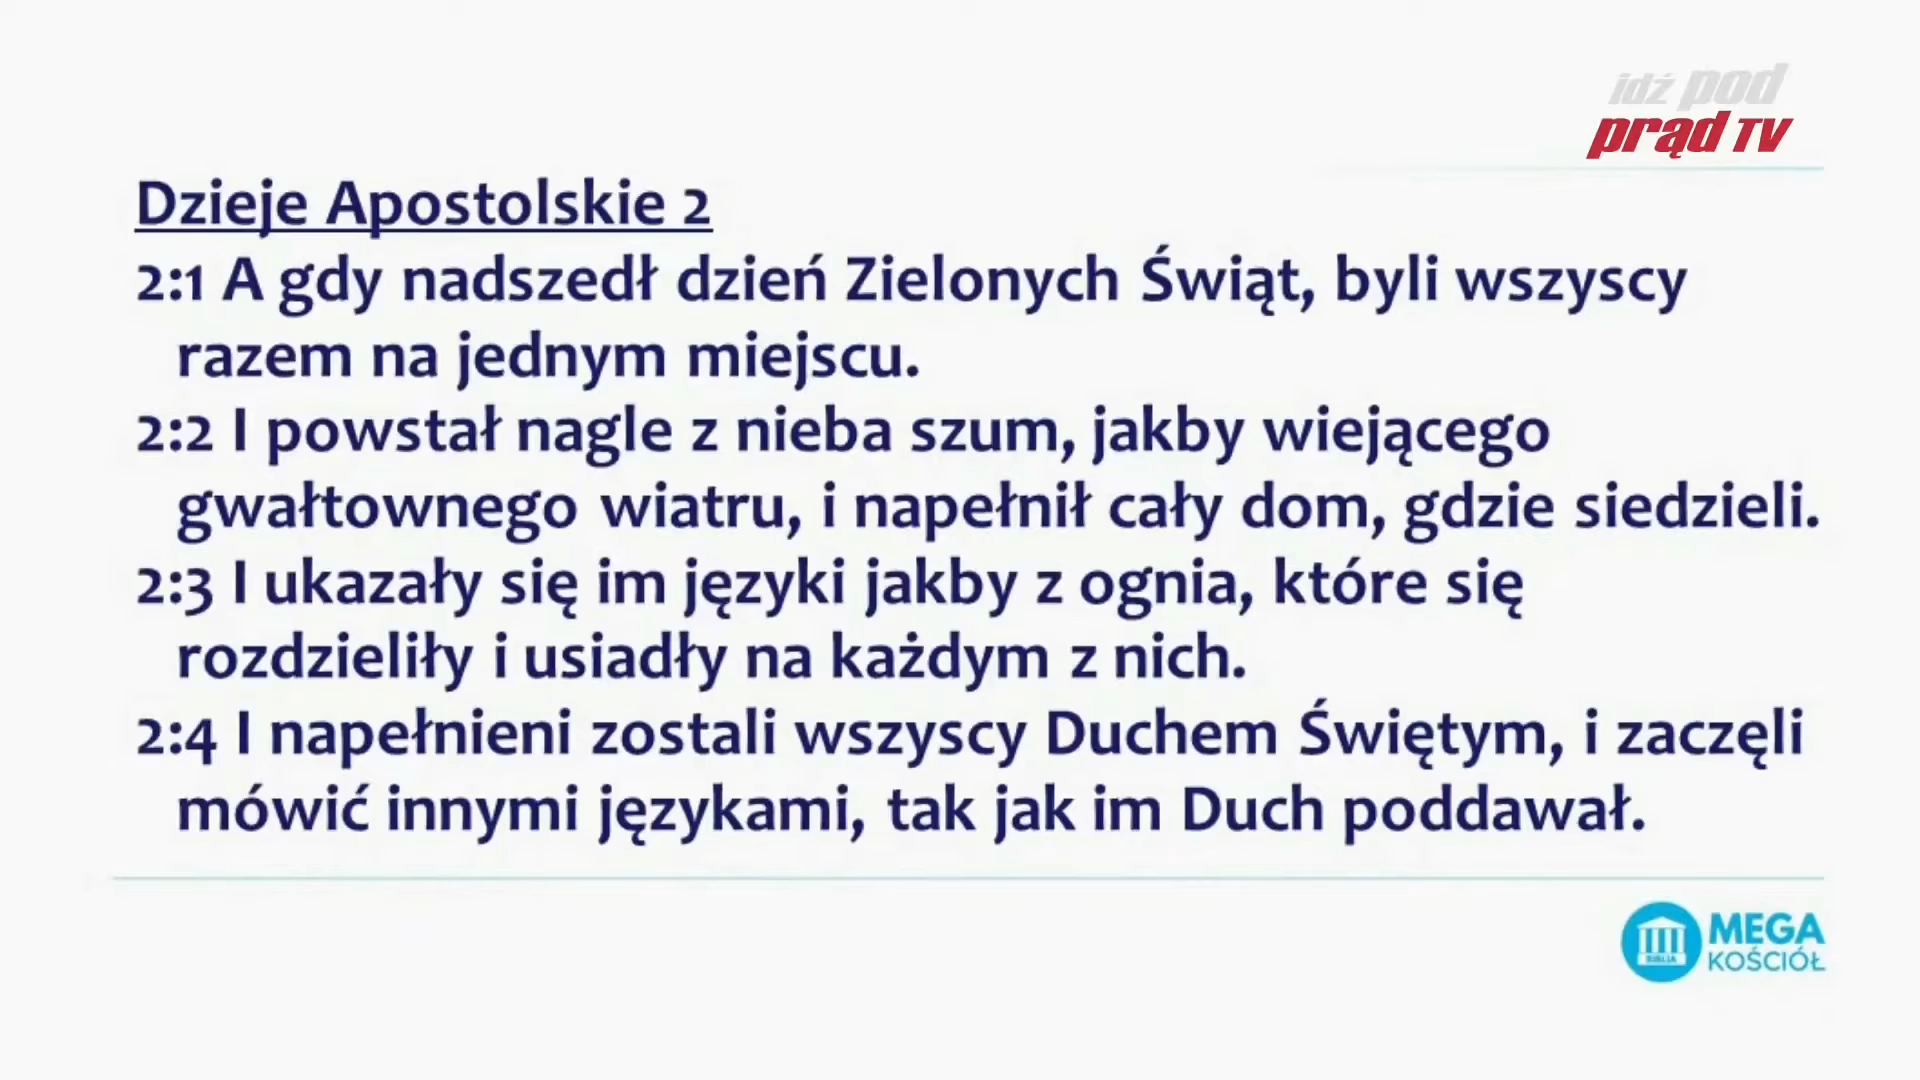 idź pod
prąd TV
Dzieje Apostolskie 2
2:1 A gdy nadszedł dzień Zielonych Świąt, byli wszyscy
razem na jednym miejscu.
2:2 I powstał nagle z nieba szum, jakby wiejącego
gwałtownego wiatru, i napełnił cały dom, gdzie siedzieli.
2:3 I ukazały się im języki jakby z ognia, które się
rozdzieliły i usiadły na każdym z nich.
2:4 I napełnieni zostali wszyscy Duchem Świętym, i zaczęli
mówić innymi językami, tak jak im Duch poddawał.
BIBLIA
MEGA
KOŚCIÓŁ